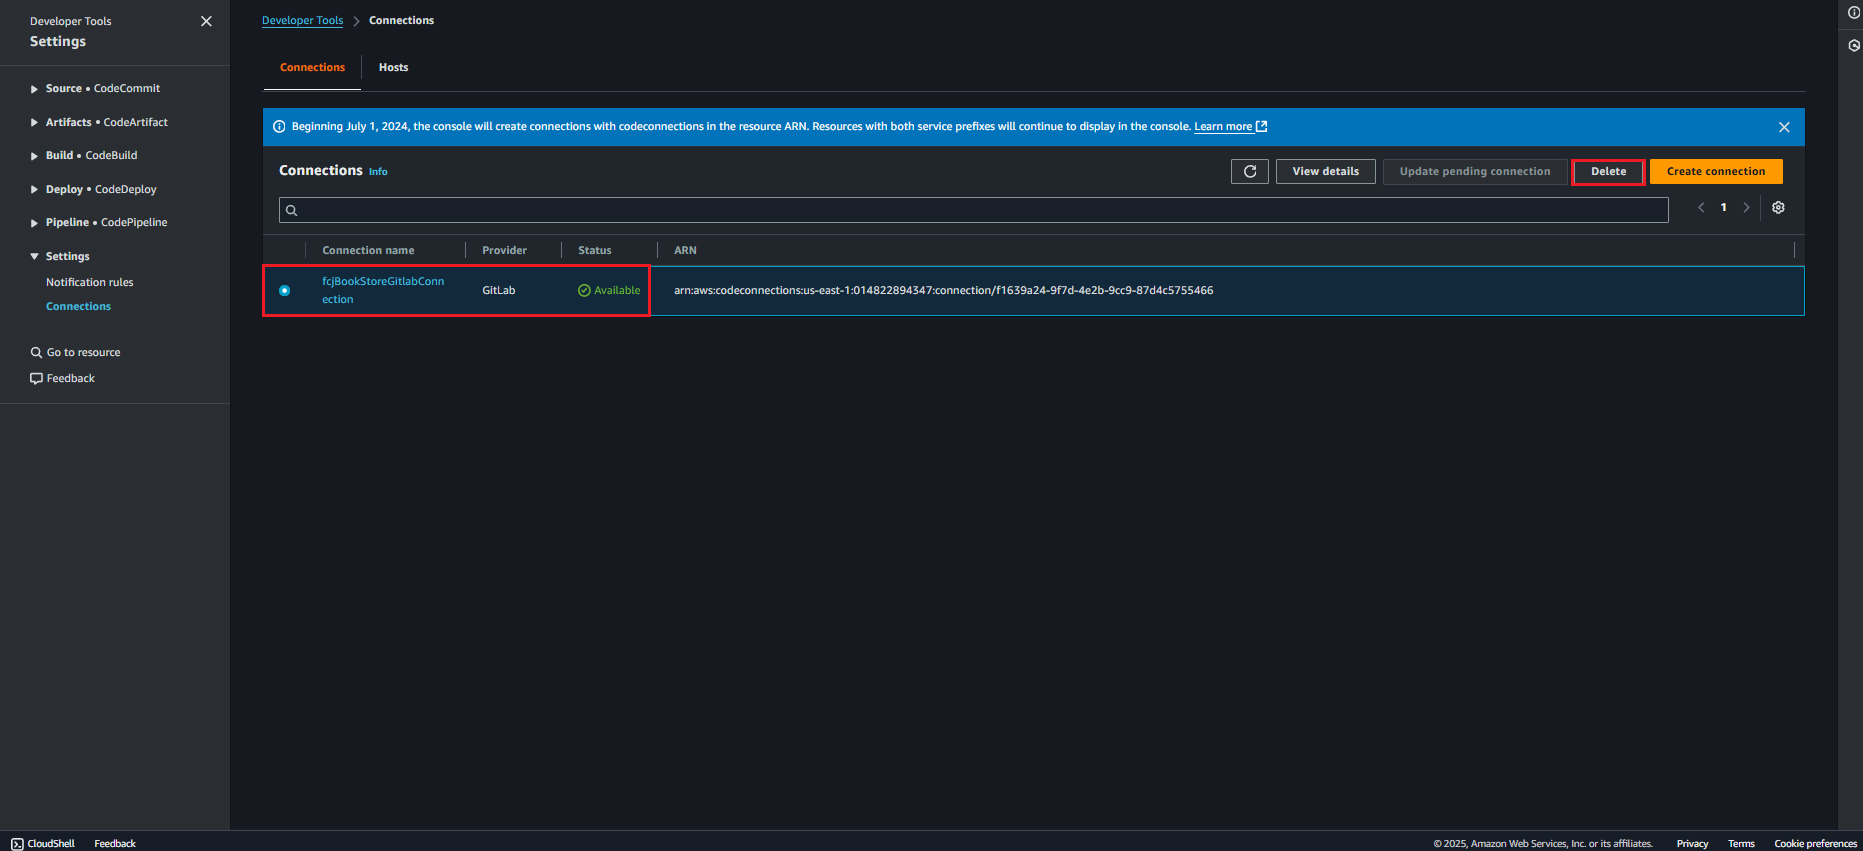 Developer Tools
Settings
Source • CodeCommit
Artifacts • CodeArtifact
Build • CodeBuild
Deploy • CodeDeploy
Pipeline • CodePipeline
Settings
Notification rules
Connections
Go to resource
Feedback
Developer Tools > Connections
Connections
Hosts
Beginning July 1, 2024, the console will create connections with codeconnections in the resource ARN. Resources with both service prefixes will continue to display in the console. Learn more
Connections Info
View details
Update pending connection
Delete
Create connection
1
Connection name
Provider
Status
ARN
fcjBookStoreGitlabConn
ection
GitLab
Available
arn:aws:codeconnections:us-east-1:014822894347:connection/f1639a24-9f7d-4e2b-9cc9-87d4c5755466
CloudShell
Feedback
© 2025, Amazon Web Services, Inc. or its affiliates.
Privacy
Terms
Cookie preferences